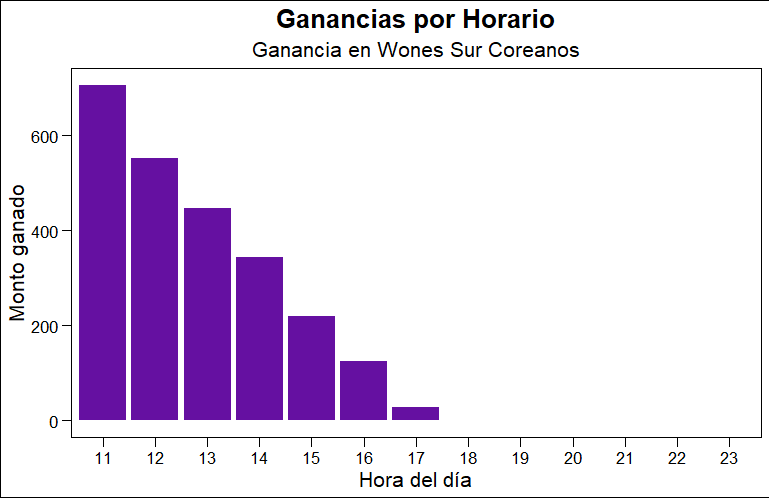 Ganancias por Horario
Ganancia en Wones Sur Coreanos
Monto ganado
600
400
200
0
11 12 13 14 15 16 17 18 19 20 21 22 23
Hora del día